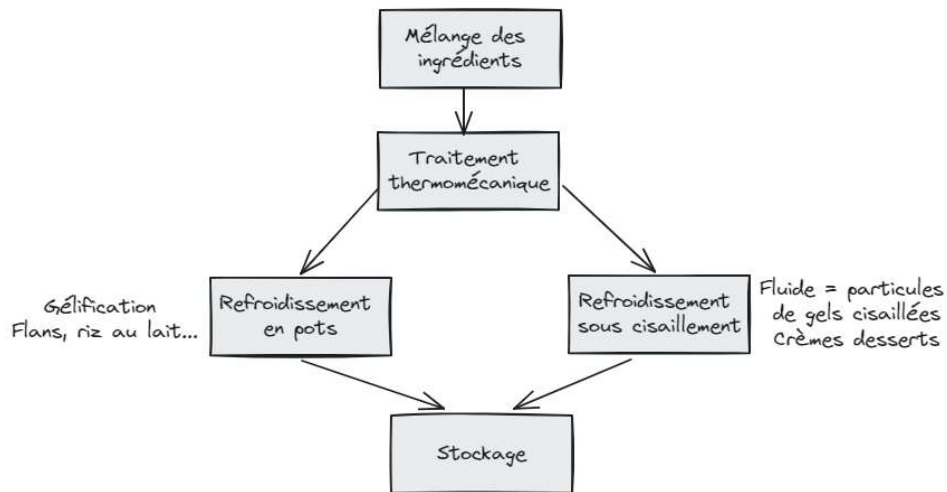 Mélange des
ingrédients
Traitement
thermomécanique
Gélification
Flans, riz au lait...
Refroidissement
en pots
Refroidissement
sous cisaillement
Fluide = particules
de gels cisaillées
Crèmes desserts
Stockage